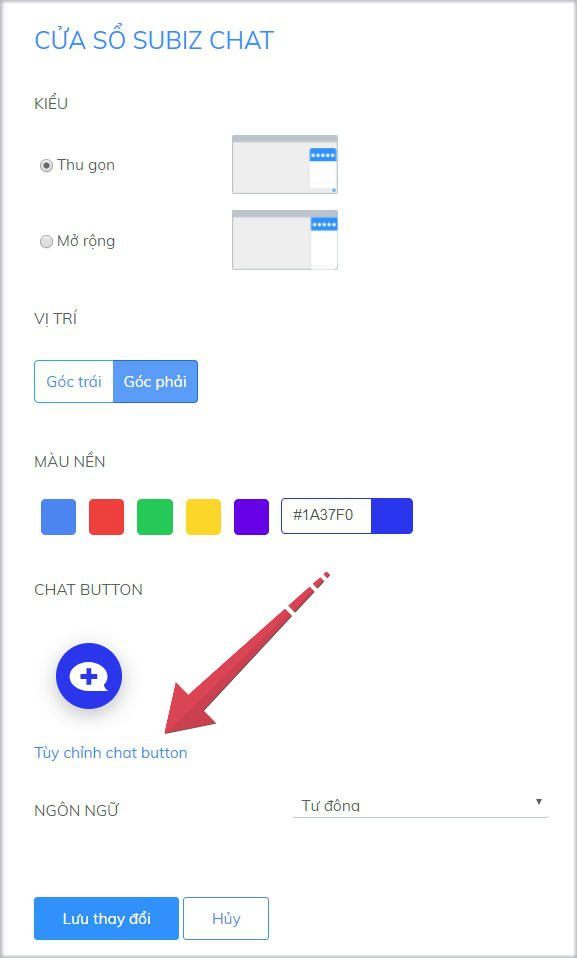 CỬA SỔ SUBIZ CHAT
KIỂU
Thu gọn
Mở rộng
VỊ TRÍ
Góc trái Góc phải
MÀU NỀN
#1A37F0
CHAT BUTTON
Tùy chỉnh chat button
NGÔN NGỮ Tự động
Lưu thay đổi Hủy